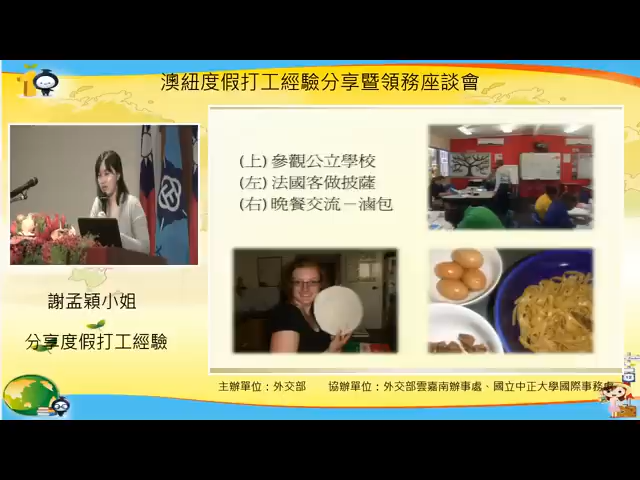 澳紐度假打工經驗分享暨領務座談會
(上)參觀公立學校
(左)法國客做披薩
(右)晚餐交流－滷包
謝孟穎小姐
分享度假打工經驗
主辦單位：外交部 協辦單位：外交部雲嘉南辦事處、國立中正大學國際事務處